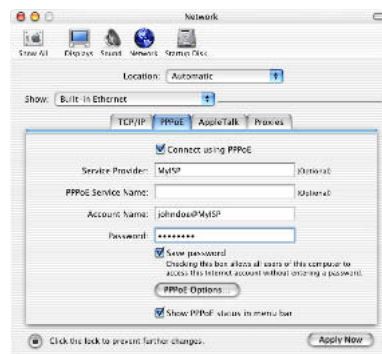 Network
Show All Displays Sound Network Startup Disk
Location: Automatic
Show: Built-in Ethernet
TCP/IP PPPoE AppleTalk Proxies
Connect using PPPoE
Service Provider: MyISP (Optional)
PPPoE Service Name: (Optional)
Account Name: johndoe@MyISP
Password: ••••••••
Save password
Checking this box allows all users of this computer to
access this Internet account without entering a password.
PPPoE Options...
Show PPPoE status in menu bar
Click the lock to prevent further changes. Apply Now